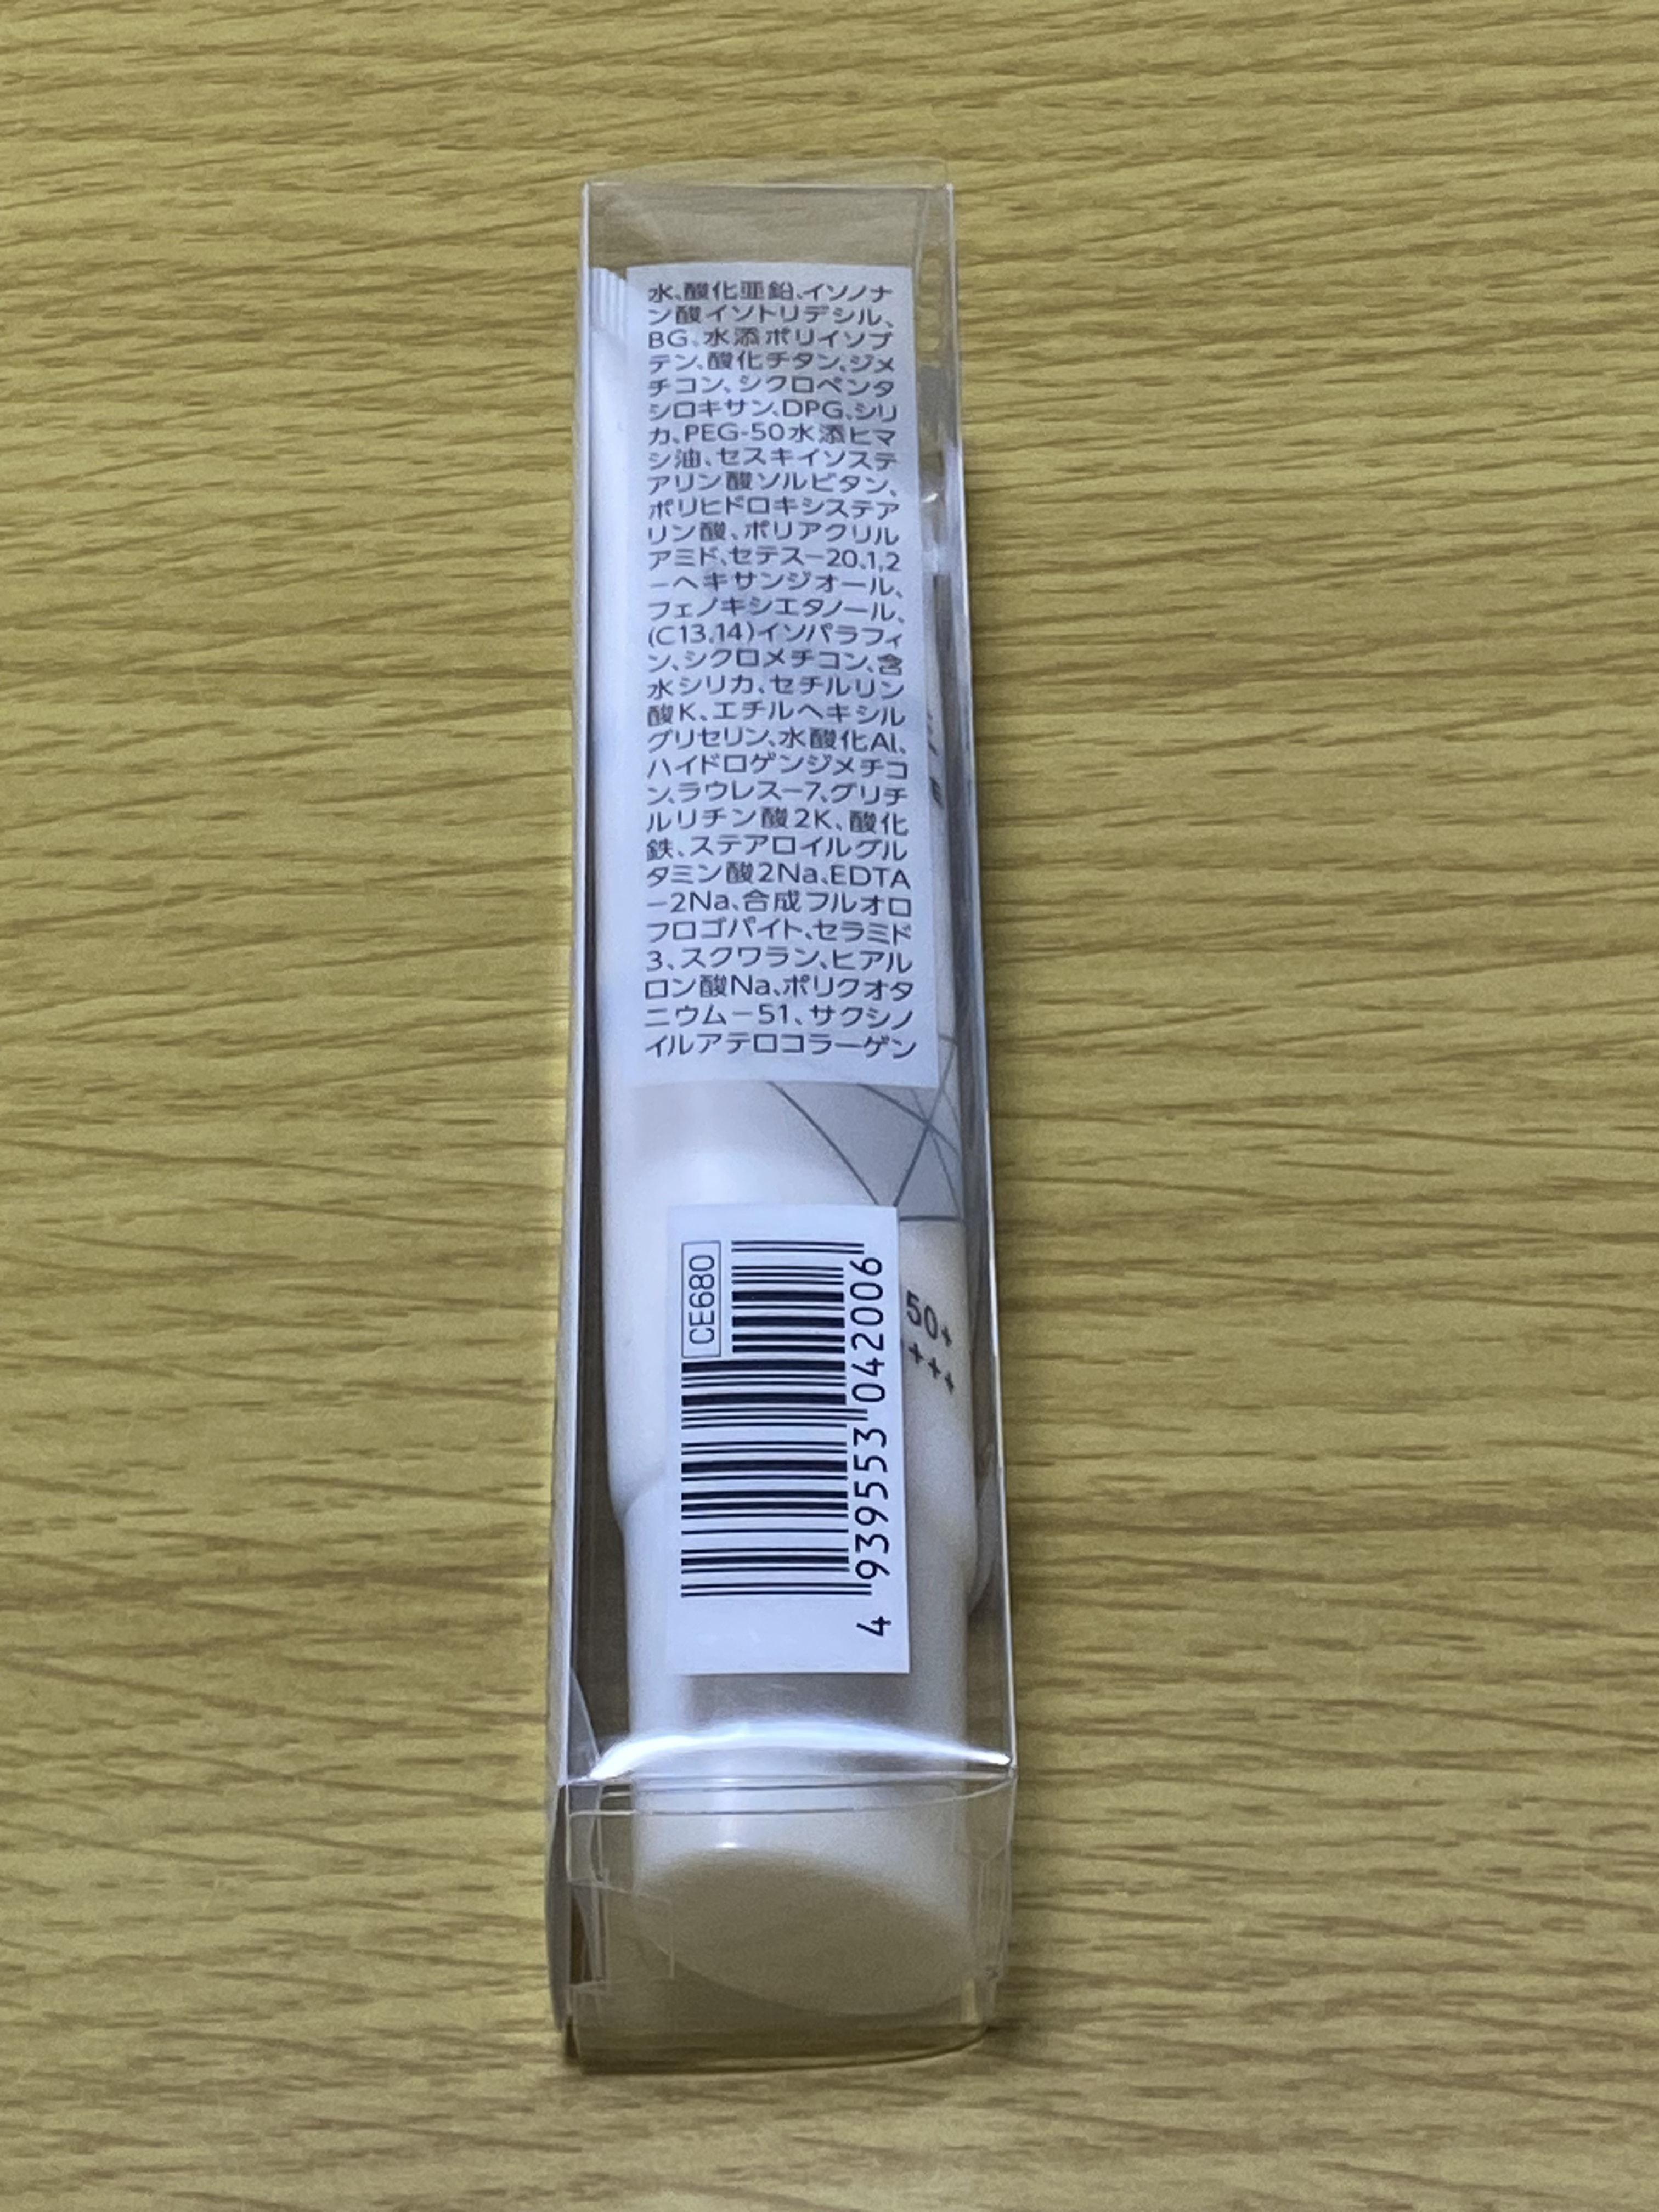 水、酸化亜鉛、イソノナ
ン酸イソトリデシル、
BG、水添ポリイソブ
テン、酸化チタン、ジメ
チコン、シクロペンタ
シロキサン、DPG、シリ
カ、PEG-50水添ヒマ
シ油、セスキイソステ
アリン酸ソルビタン、
ポリヒドロキシステア
リン酸、ポリアクリル
アミド、セテス－20、1,2
－ヘキサンジオール、
フェノキシエタノール、
(C13,14)イソパラフィ
ン、シクロメチコン、含
水シリカ、セチルリン
酸K、エチルヘキシル
グリセリン、水酸化Al、
ハイドロゲンジメチコ
ン、ラウレス－7、グリチ
ルリチン酸2K、酸化
鉄、ステアロイルグル
タミン酸2Na、EDTA
－2Na、合成フルオロ
フロゴパイト、セラミド
3、スクワラン、ヒアル
ロン酸Na、ポリクオタ
ニウム－51、サクシノ
イルアテロコラーゲン
CE680
4 939553 042006
50+
+++